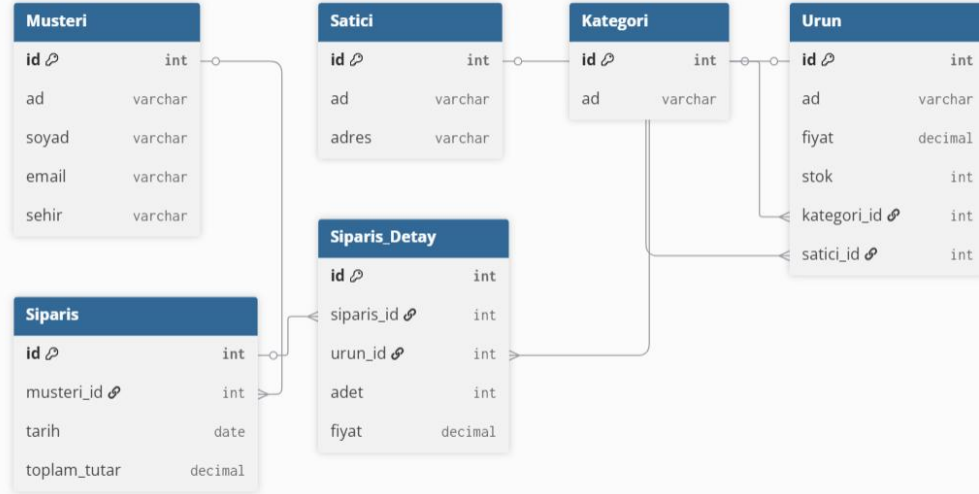 Musteri
id int
ad varchar
soyad varchar
email varchar
sehir varchar
Satici
id int
ad varchar
adres varchar
Kategori
id int
ad varchar
Urun
id int
ad varchar
fiyat decimal
stok int
kategori_id int
satici_id int
Siparis_Detay
id int
siparis_id int
urun_id int
adet int
fiyat decimal
Siparis
id int
musteri_id int
tarih date
toplam_tutar decimal